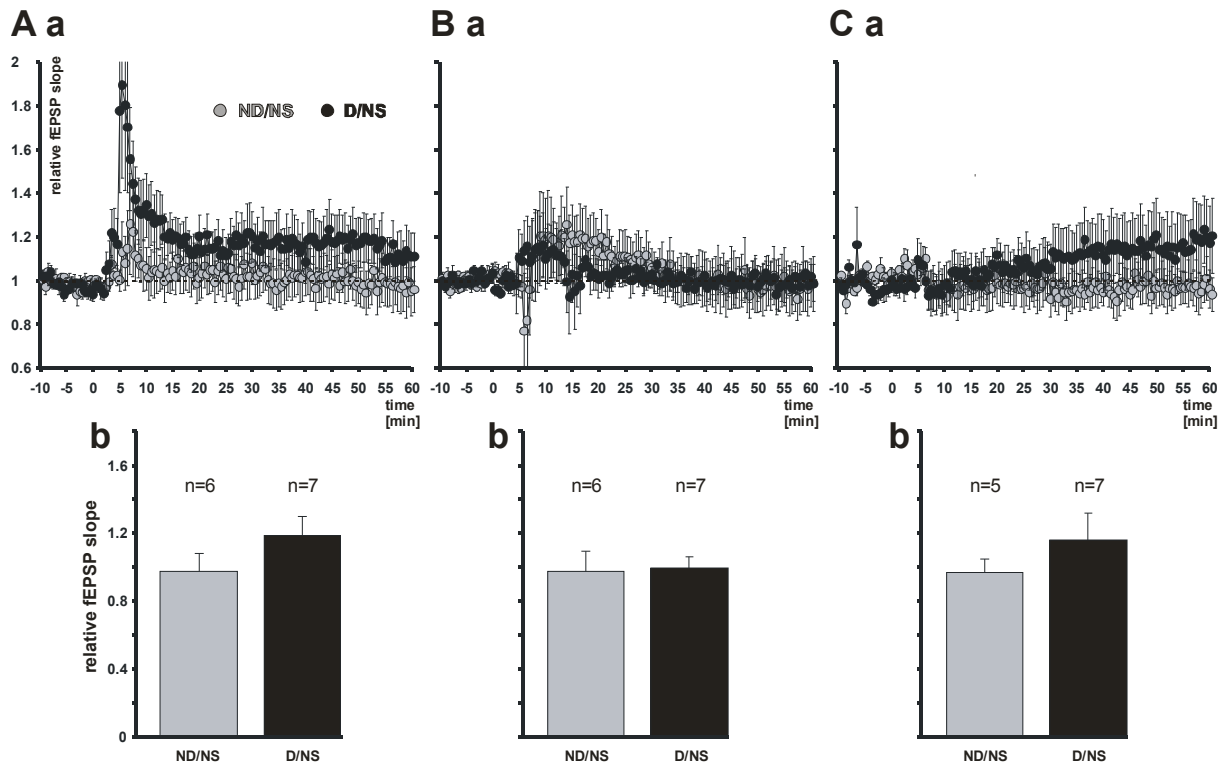 A a
B a
C a
relative fEPSP slope
2
1.8
1.6
1.4
1.2
1
0.8
0.6
ND/NS D/NS
-10 -5 0 5 10 15 20 25 30 35 40 45 50 55 60
time
[min]
-10 -5 0 5 10 15 20 25 30 35 40 45 50 55 60
time
[min]
-10 -5 0 5 10 15 20 25 30 35 40 45 50 55 60
time
[min]
b
relative fEPSP slope
1.6
1.2
0.8
0.4
0
n=6 n=7
ND/NS D/NS
b
n=6 n=7
ND/NS D/NS
b
n=5 n=7
ND/NS D/NS